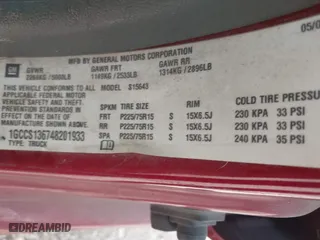 MFD BY GENERAL MOTORS CORPORATION 05/0
GM GVWR GAWR FRT GAWR RR
2268KG / 5000LB 1149KG / 2533LB 1314KG / 2896LB
THIS VEHICLE CONFORMS TO ALL MODEL S15643
APPLICABLE FEDERAL MOTOR VEHICLE
SAFETY, AND THEFT PREVENTION
STANDARDS IN EFFECT ON THE DATE OF
MANUFACTURE SHOWN ABOVE.
1GCCS136748201933
TYPE: TRUCK
SPKM TIRE RIM COLD TIRE PRESSU
FRT P225/75R15 S 15X6.5J 230 KPA 33 PSI
RR P225/75R15 S 15X6.5J 230 KPA 33 PSI
SPA P225/75R15 S 15X6.5J 240 KPA 35 PSI
DREAMBID